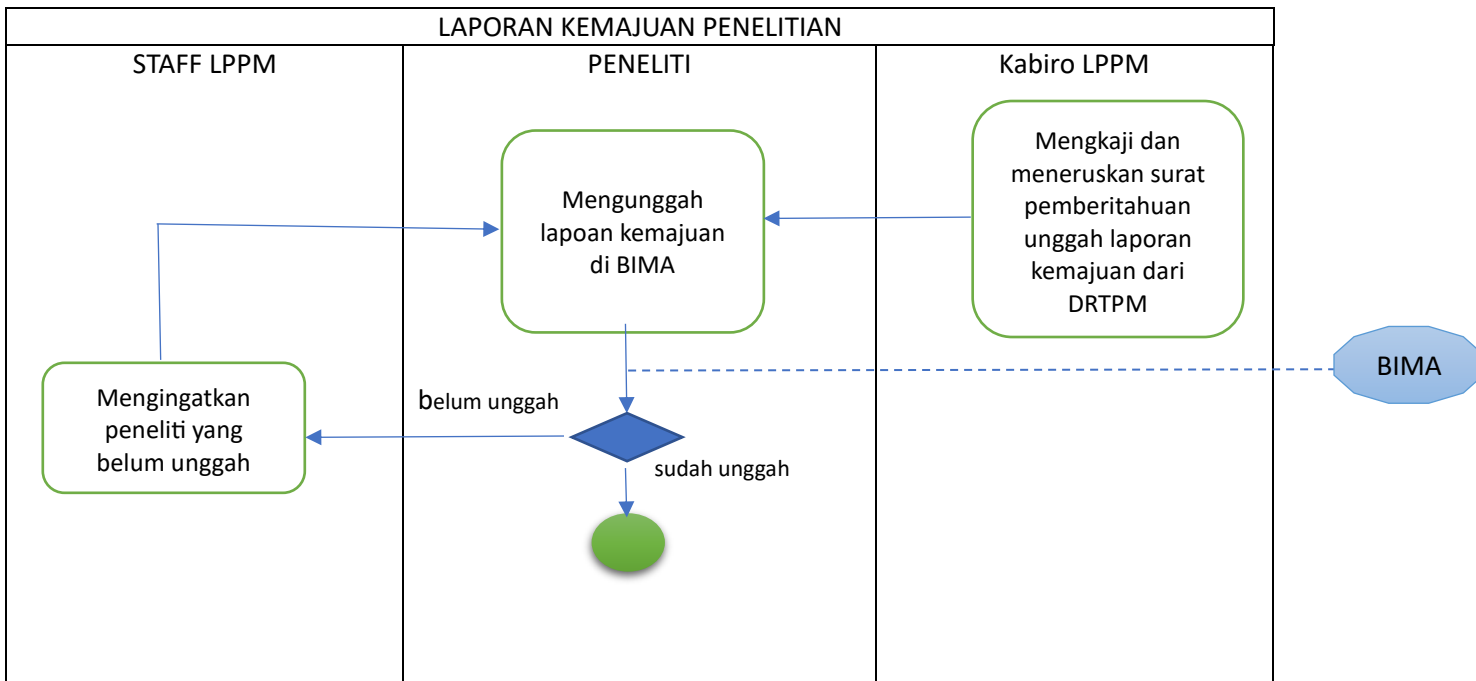 LAPORAN KEMAJUAN PENELITIAN
STAFF LPPM
PENELITI
Kabiro LPPM
Mengkaji dan
meneruskan surat
pemberitahuan
unggah laporan
kemajuan dari
DRTPM
Mengunggah
lapoan kemajuan
di BIMA
BIMA
belum unggah
Mengingatkan
peneliti yang
belum unggah
sudah unggah